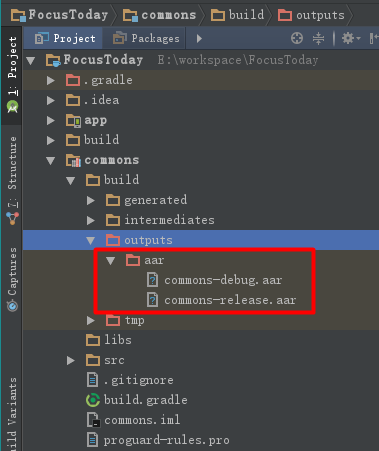 FocusToday commons build outputs
Project Packages
FocusToday E:\workspace\FocusToday
.gradle
.idea
app
build
commons
build
generated
intermediates
outputs
aar
commons-debug.aar
commons-release.aar
tmp
libs
src
.gitignore
build.gradle
commons.iml
proguard-rules.pro
1: Project
7: Structure
Captures
ild Variants